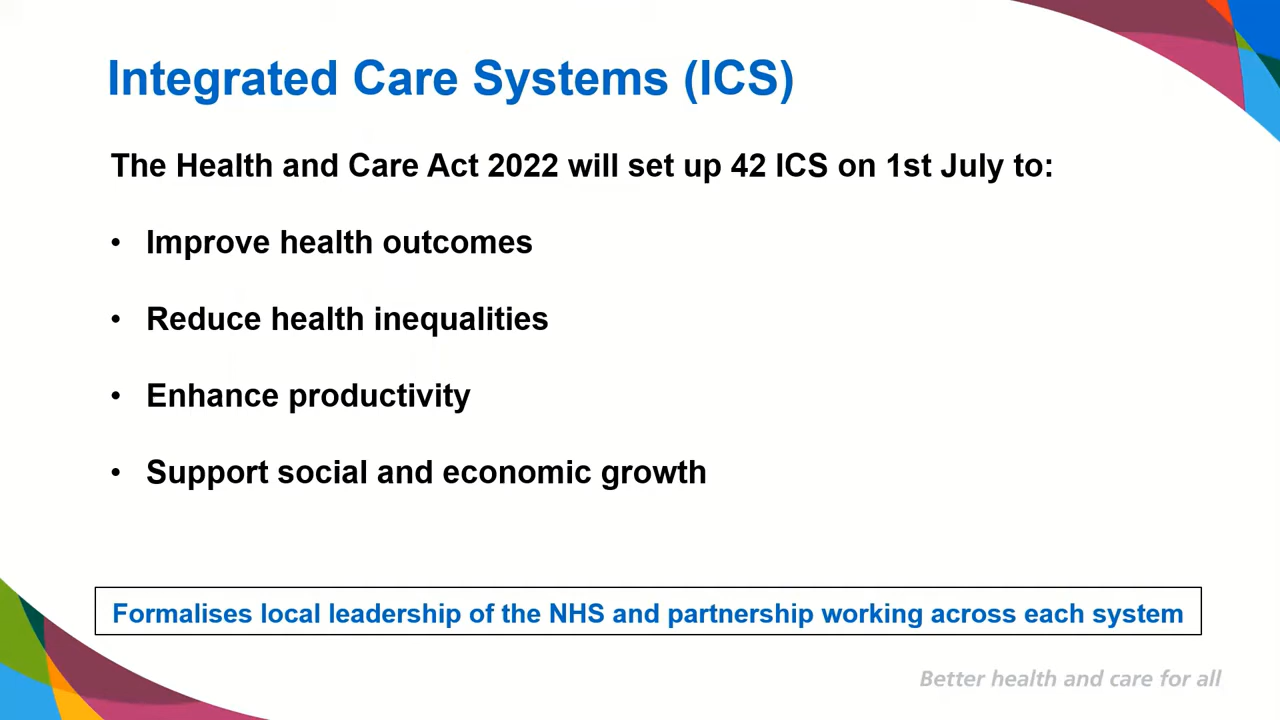 Integrated Care Systems (ICS)
The Health and Care Act 2022 will set up 42 ICS on 1st July to:
• Improve health outcomes
• Reduce health inequalities
• Enhance productivity
• Support social and economic growth
Formalises local leadership of the NHS and partnership working across each system
Better health and care for all